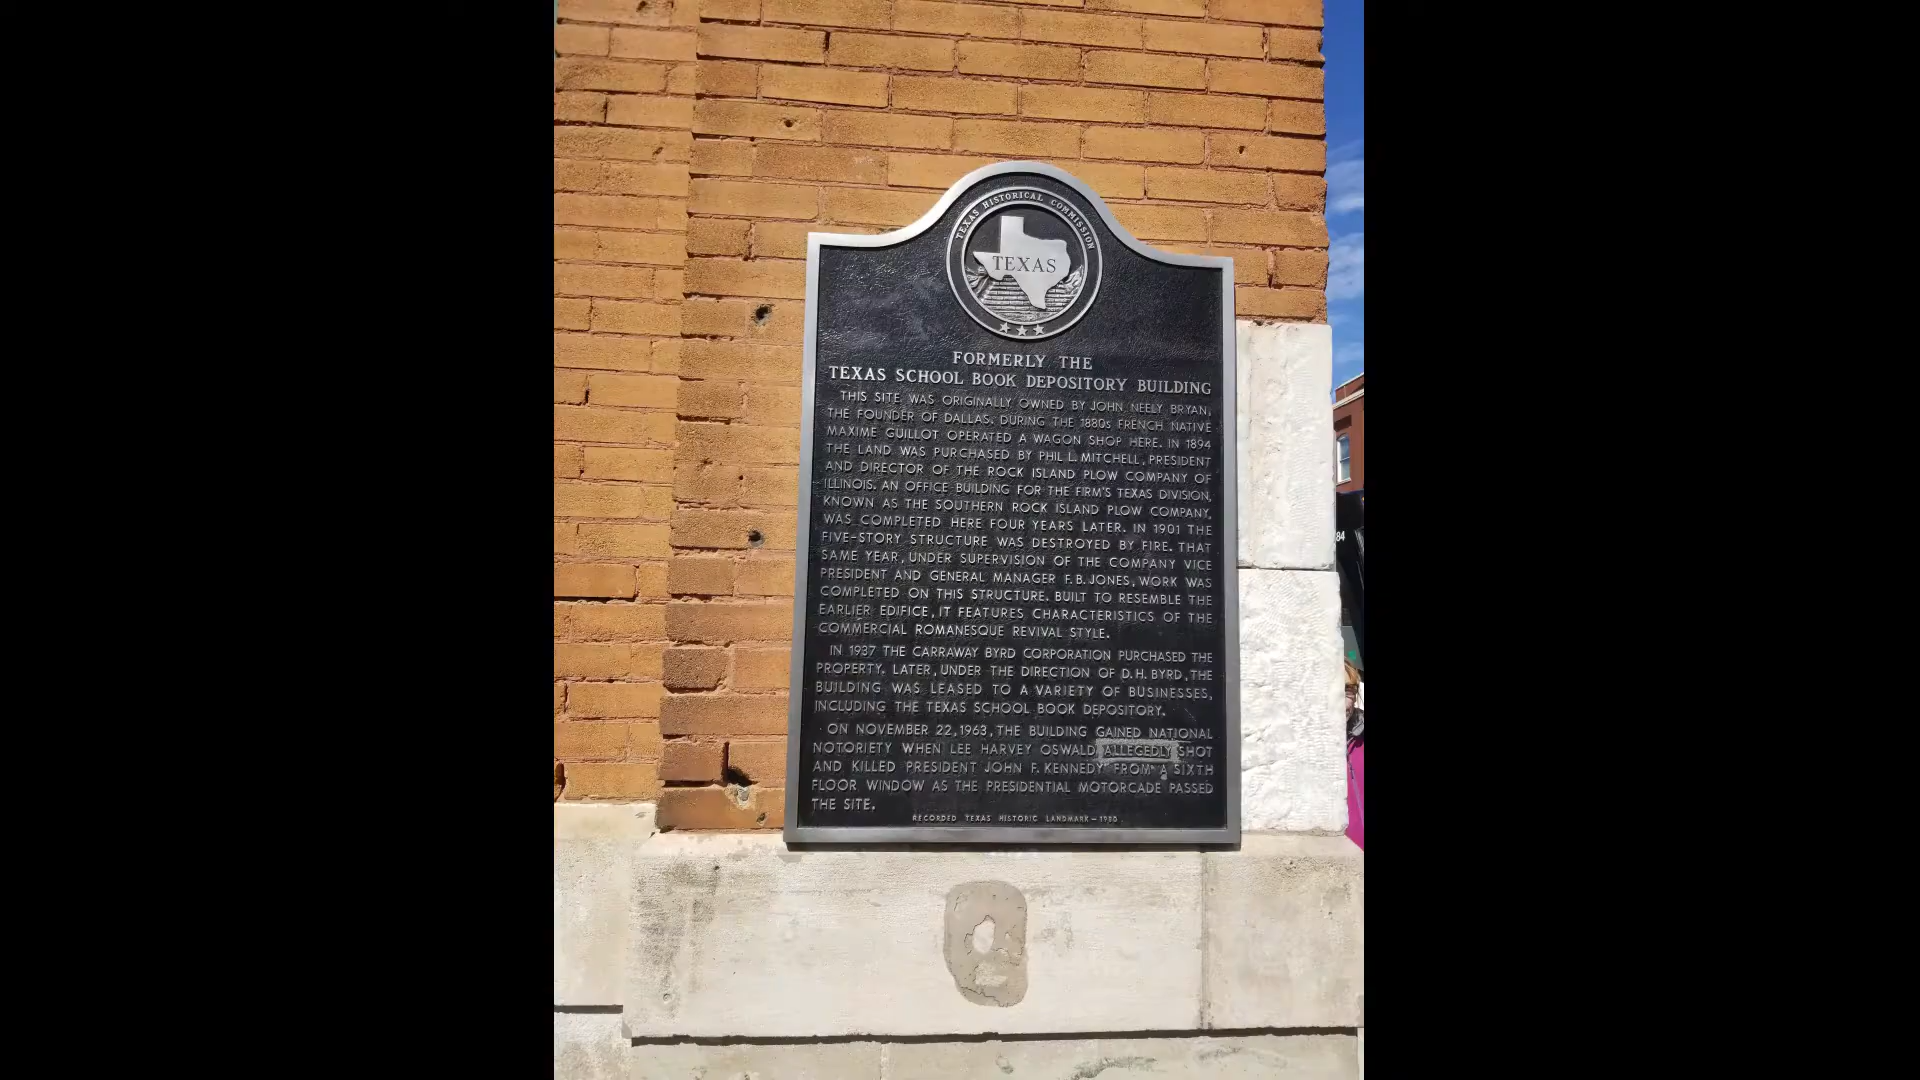 TEXAS HISTORICAL COMMISSION
TEXAS
FORMERLY THE
TEXAS SCHOOL BOOK DEPOSITORY BUILDING
THIS SITE WAS ORIGINALLY OWNED BY JOHN NEELY BRYAN,
THE FOUNDER OF DALLAS. DURING THE 1880s FRENCH NATIVE
MAXIME GUILLOT OPERATED A WAGON SHOP HERE. IN 1894
THE LAND WAS PURCHASED BY PHIL L. MITCHELL, PRESIDENT
AND DIRECTOR OF THE ROCK ISLAND PLOW COMPANY OF
ILLINOIS. AN OFFICE BUILDING FOR THE FIRM'S TEXAS DIVISION,
KNOWN AS THE SOUTHERN ROCK ISLAND PLOW COMPANY,
WAS COMPLETED HERE FOUR YEARS LATER. IN 1901 THE
FIVE-STORY STRUCTURE WAS DESTROYED BY FIRE. THAT
SAME YEAR, UNDER SUPERVISION OF THE COMPANY VICE
PRESIDENT AND GENERAL MANAGER F.B. JONES, WORK WAS
COMPLETED ON THIS STRUCTURE. BUILT TO RESEMBLE THE
EARLIER EDIFICE, IT FEATURES CHARACTERISTICS OF THE
COMMERCIAL ROMANESQUE REVIVAL STYLE.
IN 1937 THE CARRAWAY BYRD CORPORATION PURCHASED THE
PROPERTY. LATER, UNDER THE DIRECTION OF D.H. BYRD, THE
BUILDING WAS LEASED TO A VARIETY OF BUSINESSES,
INCLUDING THE TEXAS SCHOOL BOOK DEPOSITORY.
ON NOVEMBER 22, 1963, THE BUILDING GAINED NATIONAL
NOTORIETY WHEN LEE HARVEY OSWALD ALLEGEDLY SHOT
AND KILLED PRESIDENT JOHN F. KENNEDY FROM A SIXTH
FLOOR WINDOW AS THE PRESIDENTIAL MOTORCADE PASSED
THE SITE.
RECORDED TEXAS HISTORIC LANDMARK - 1980
84